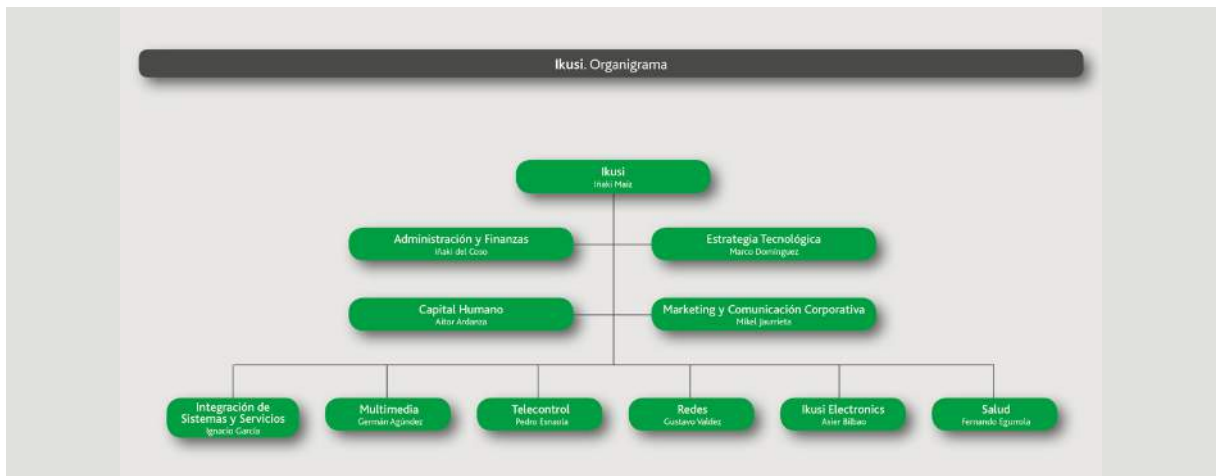 Ikusi. Organigrama
Ikusi
Iñaki Maíz
Administración y Finanzas
Iñaki del Coso
Estrategia Tecnológica
Marco Domínguez
Capital Humano
Aitor Ardanza
Marketing y Comunicación Corporativa
Mikel Jaurrieta
Integración de
Sistemas y Servicios
Ignacio García
Multimedia
Germán Agúndez
Telecontrol
Pedro Esnaola
Redes
Gustavo Valdez
Ikusi Electronics
Asier Bilbao
Salud
Fernando Egurrola